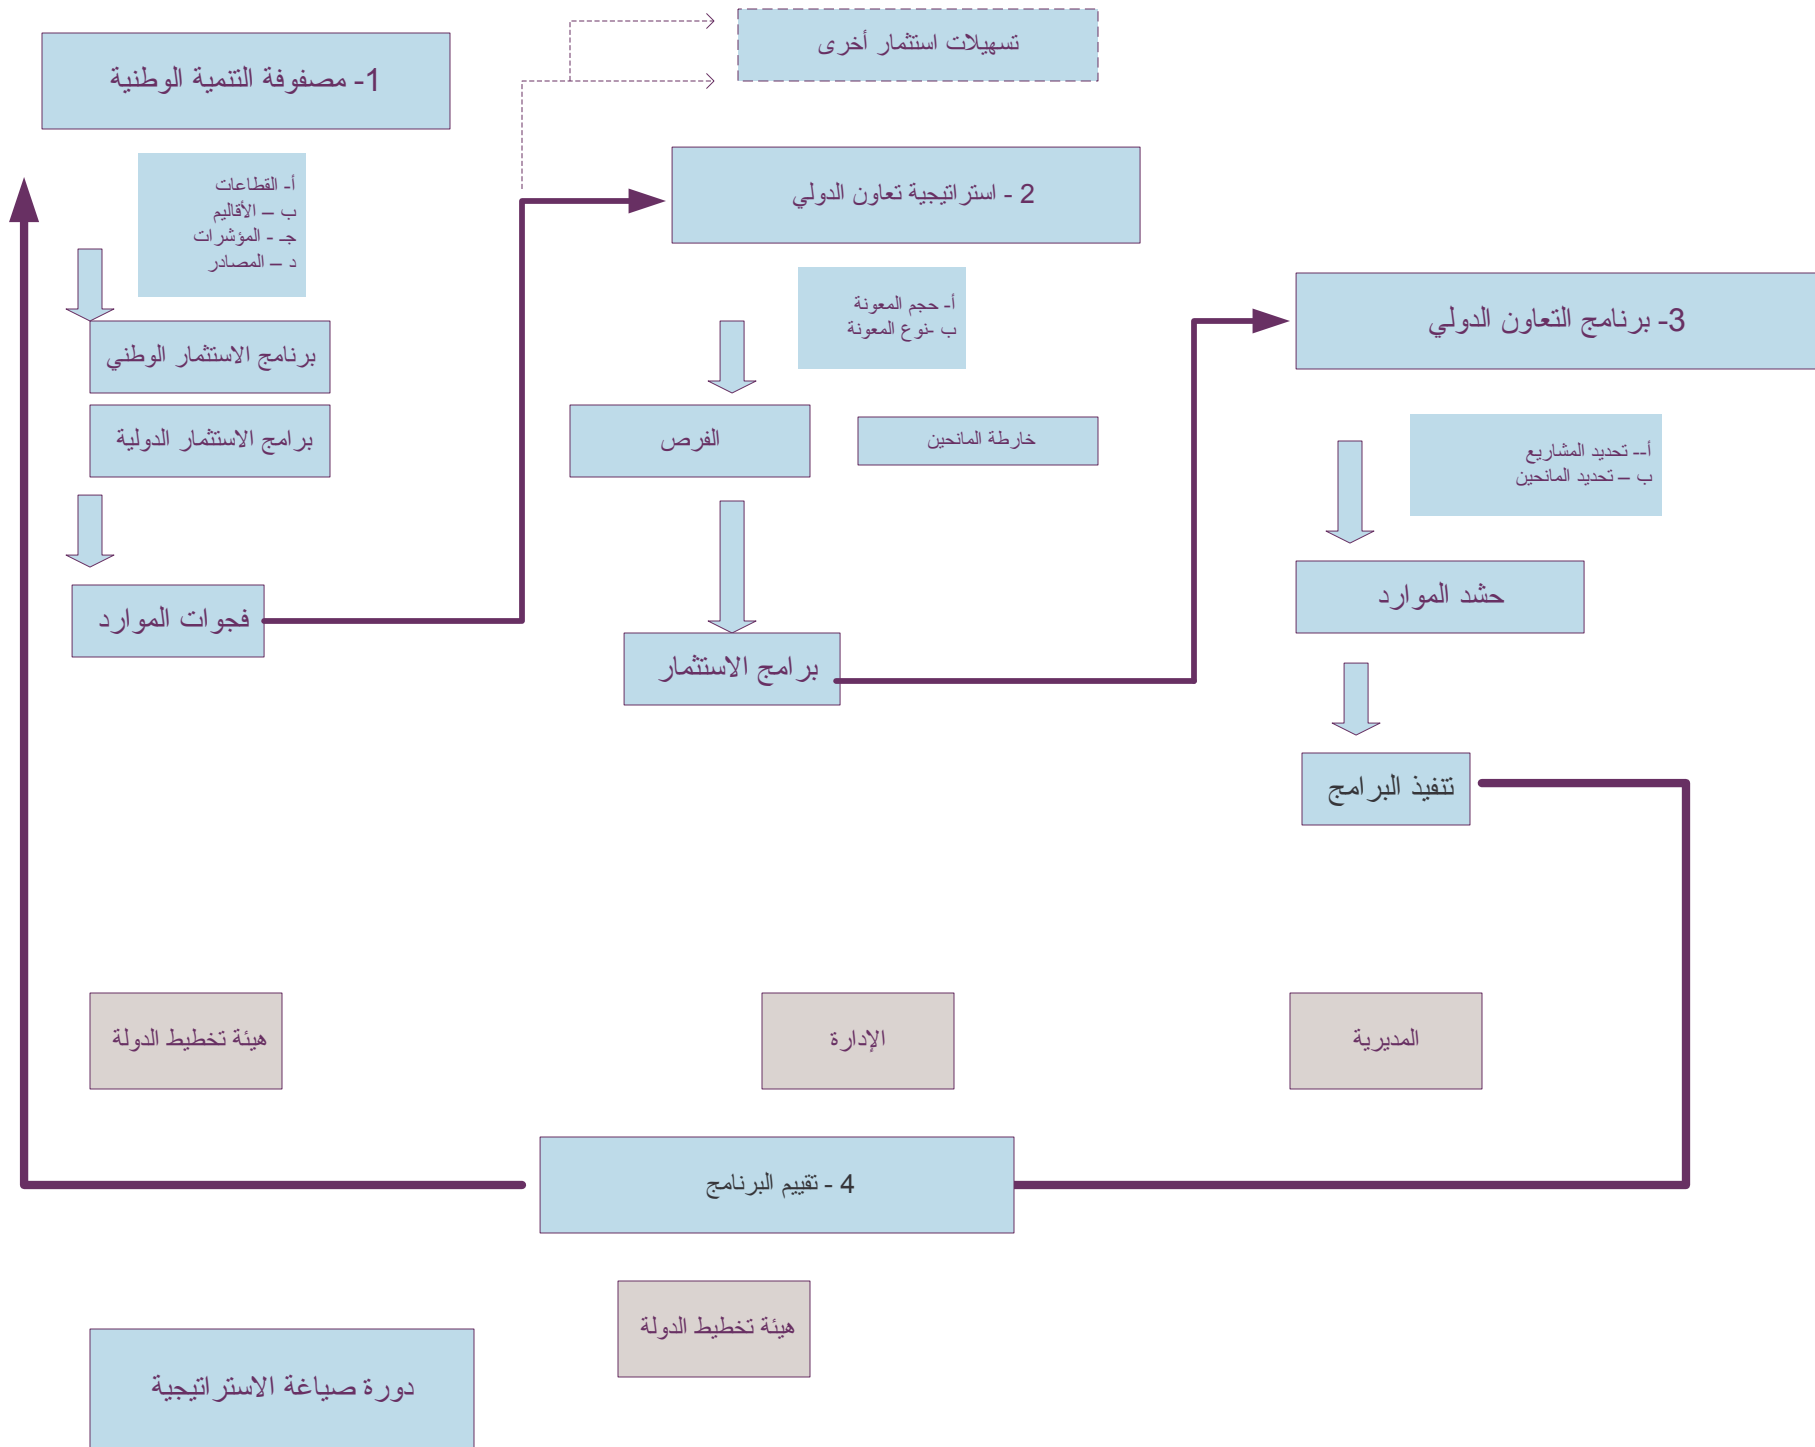 تسهيلات استثمار أخرى
1- مصفوفة التنمية الوطنية
أ- القطاعات
ب – الأقاليم
جـ - المؤشرات
د – المصادر
برنامج الاستثمار الوطني
برامج الاستثمار الدولية
فجوات الموارد
2 - استراتيجية تعاون الدولي
أ- حجم المعونة
ب -نوع المعونة
الفرص
خارطة المانحين
برامج الاستثمار
3- برنامج التعاون الدولي
أ-- تحديد المشاريع
ب – تحديد المانحين
حشد الموارد
تنفيذ البرامج
هيئة تخطيط الدولة
الإدارة
المديرية
4 - تقييم البرنامج
هيئة تخطيط الدولة
دورة صياغة الاستراتيجية